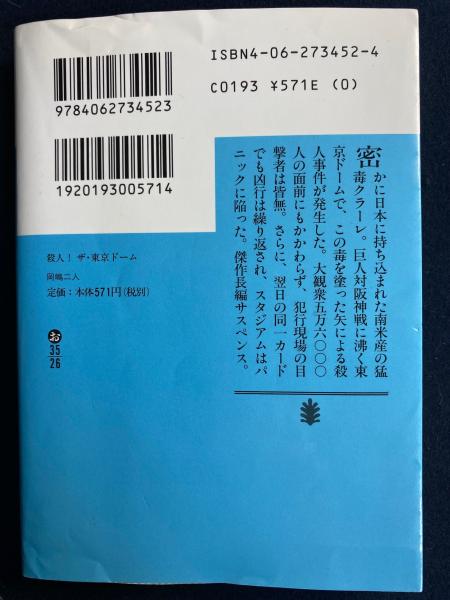 ISBN4-06-273452-4
C0193 ¥571E (0)
9784062734523
1920193005714
殺人！ ザ・東京ドーム
岡嶋二人
定価：本体571円（税別）
お
35
26
密かに日本に持ち込まれた南米産の猛
毒クラーレ。巨人対阪神戦に沸く東
京ドームで、この毒を塗った矢による殺
人事件が発生した。大観衆五万六〇〇〇
人の面前にもかかわらず、犯行現場の目
撃者は皆無。さらに、翌日の同一カード
でも凶行は繰り返され、スタジアムはパ
ニックに陥った。傑作長編サスペンス。